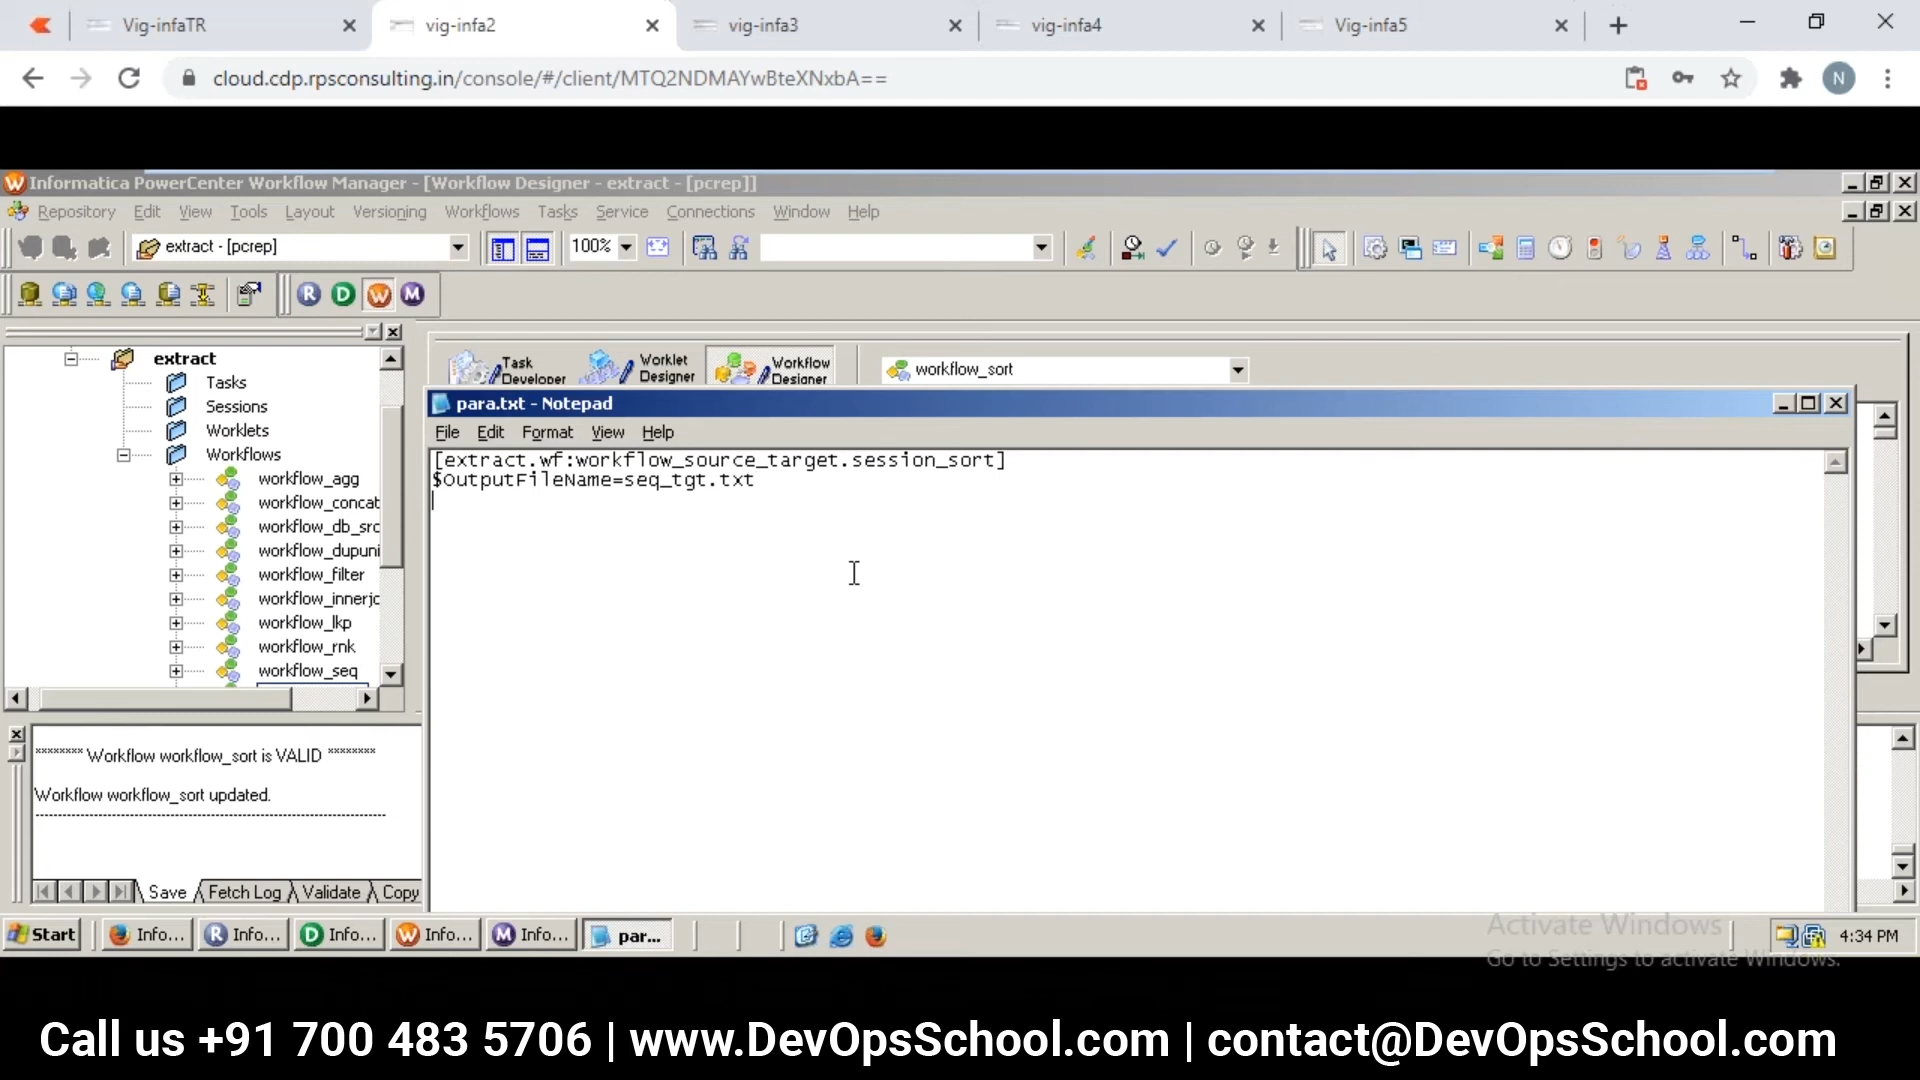 Vig-infaTR
vig-infa2
vig-infa3
vig-infa4
Vig-infa5
cloud.cdp.rpsconsulting.in/console/#/client/MTQ2NDMAYwBteXNxbA==
N
Informatica PowerCenter Workflow Manager - [Workflow Designer - extract - [pcrep]]
Repository Edit View Tools Layout Versioning Workflows Tasks Service Connections Window Help
extract - [pcrep]
100%
R D W M
extract
Tasks
Sessions
Worklets
Workflows
workflow_agg
workflow_concat
workflow_db_src
workflow_dupuni
workflow_filter
workflow_innerjc
workflow_lkp
workflow_rnk
workflow_seq
Task
Developer
Worklet
Designer
Workflow
Designer
workflow_sort
para.txt - Notepad
File Edit Format View Help
[extract.wf:workflow_source_target.session_sort]
$OutputFileName=seq_tgt.txt
******** Workflow workflow_sort is VALID ********
Workflow workflow_sort updated.
Save Fetch Log Validate Copy
Start
Info...
Info...
Info...
Info...
Info...
par...
Activate Windows
Go to Settings to activate Windows.
4:34 PM
Call us +91 700 483 5706 | www.DevOpsSchool.com | contact@DevOpsSchool.com